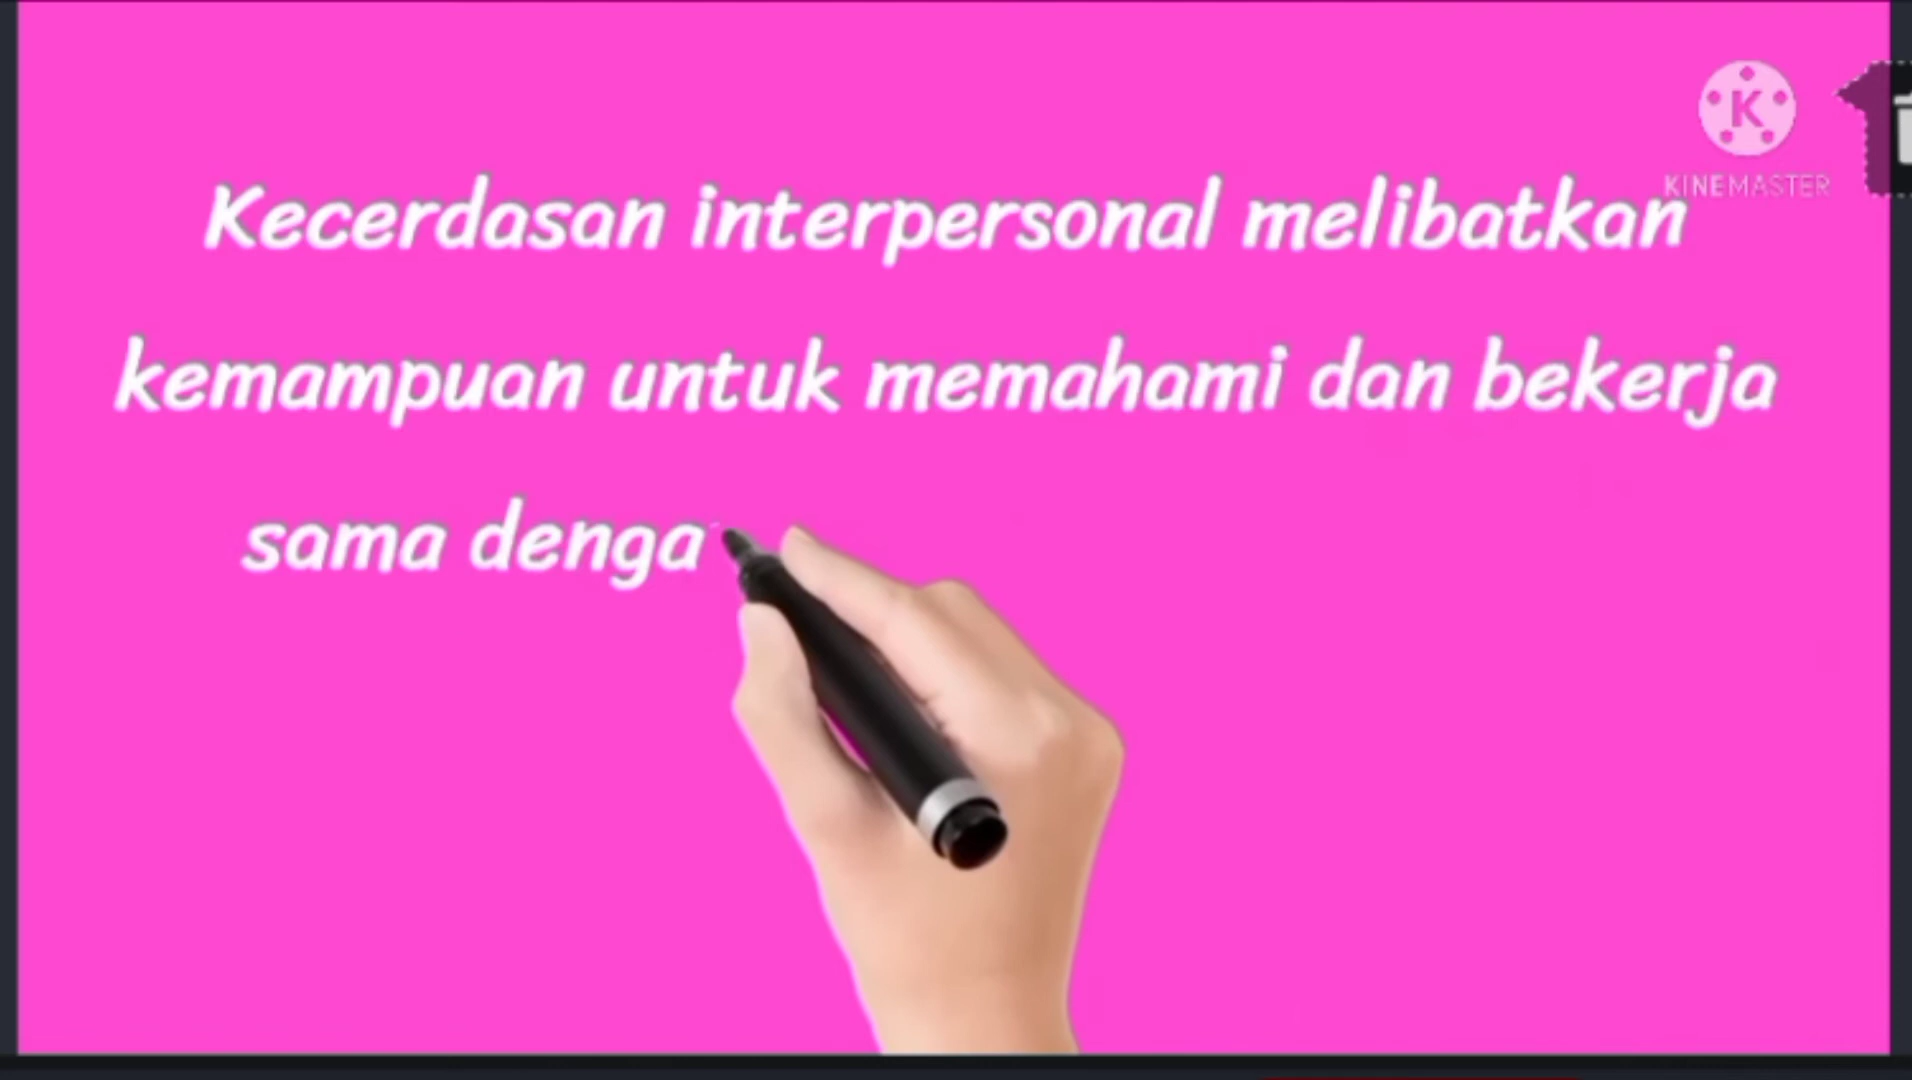 K
KINEMASTER
Kecerdasan interpersonal melibatkan
kemampuan untuk memahami dan bekerja
sama denga